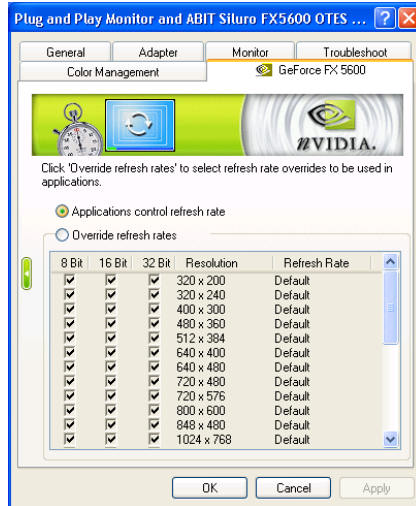 Plug and Play Monitor and ABIT Siluro FX5600 OTES ...
General Adapter Monitor Troubleshoot
Color Management GeForce FX 5600
nVIDIA.
Click 'Override refresh rates' to select refresh rate overrides to be used in
applications.
Applications control refresh rate
Override refresh rates
8 Bit 16 Bit 32 Bit Resolution Refresh Rate
320 x 200 Default
320 x 240 Default
400 x 300 Default
480 x 360 Default
512 x 384 Default
640 x 400 Default
640 x 480 Default
720 x 480 Default
720 x 576 Default
800 x 600 Default
848 x 480 Default
1024 x 768 Default
OK Cancel Apply